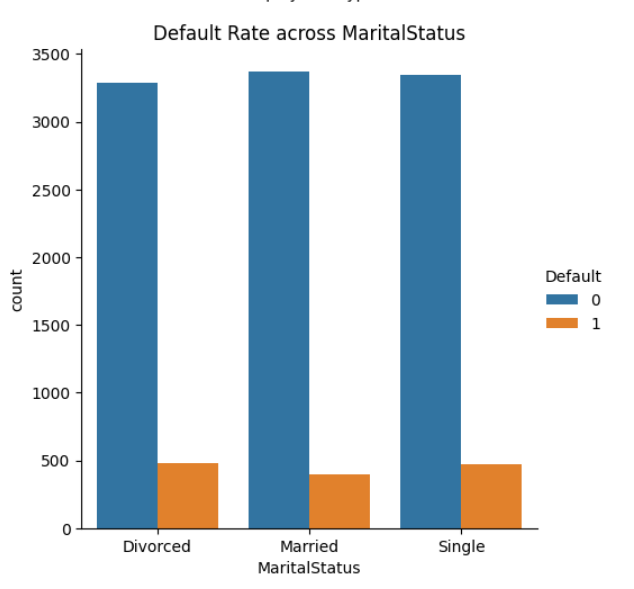 Default Rate across MaritalStatus
3500
3000
2500
2000
1500
1000
500
0
count
Divorced Married Single
MaritalStatus
Default
0
1